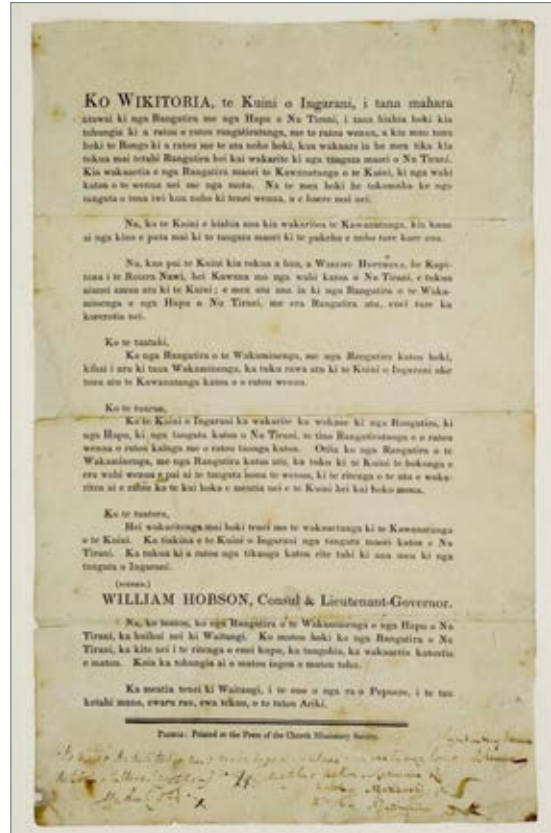 KO WIKITORIA, te Kuini o Ingarani, i tana mahara
atawai ki nga Rangatira me nga Hapu o Nu Tirani, i tana hiahia hoki kia
tohungia ki a ratou o ratou rangatiratanga, me to ratou wenua, a kia mau tonu
hoki te Rongo ki a ratou me te ata noho hoki, kua wakaaro ia he mea tika kia
tukua mai tetahi Rangatira hei kai wakarite ki nga tangata maori o Nu Tirani.
Kia wakaaetia e nga Rangatira maori te Kawanatanga o te Kuini, ki nga wahi
katoa o te wenua nei me nga motu. Na te mea hoki he tokomaha ke nga
tangata o tona iwi kua noho ki tenei wenua, a e haere mai nei.
Na, ko te Kuini e hiahia ana kia wakaritea te Kawanatanga, kia kaua
ai nga kino e puta mai ki te tangata maori ki te pakeha e noho ture kore ana.
Na, kua pai te Kuini kia tukua a hau, a WIREMU HOPIHONA, he Kapi-
tana i te Roiara Nawi, hei Kawana mo nga wahi katoa o Nu Tirani, e tukua
aianei amua atu ki te Kuini; e mea atu ana ia ki nga Rangatira o te Waka-
minenga o nga Hapu o Nu Tirani, me era Rangatira atu, enei ture ka
korerotia nei.
Ko te tuatahi,
Ko nga Rangatira o te Wakaminenga, me nga Rangatira katoa hoki,
kihai i uru ki taua Wakaminenga, ka tuku rawa atu ki te Kuini o Ingarani ake
tonu atu te Kawanatanga katoa o o ratou wenua.
Ko te tuarua,
Ko te Kuini o Ingarani ka wakarite ka wakaae ki nga Rangatira, ki
nga Hapu, ki nga tangata katoa o Nu Tirani, te tino Rangatiratanga o o ratou
wenua o ratou kainga me o ratou taonga katoa. Otiia ko nga Rangatira o te
Wakaminenga, me nga Rangatira katoa atu, ka tuku ki te Kuini te hokonga o
era wahi wenua e pai ai te tangata nona te wenua, ki te ritenga o te utu e waka-
ritea ai e ratou ko te kai hoko e meatia nei e te Kuini hei kai hoko mona.
Ko te tuatoru,
Hei wakaritenga mai hoki tenei mo te wakaaetanga ki te Kawanatanga
o te Kuini. Ka tiakina e te Kuini o Ingarani nga tangata maori katoa o Nu
Tirani. Ka tukua ki a ratou nga tikanga katoa rite tahi ki ana mea ki nga
tangata o Ingarani.
(SIGNED,)
WILLIAM HOBSON, Consul & Lieutenant-Governor.
Na, ko matou, ko nga Rangatira o te Wakaminenga o nga Hapu o Nu
Tirani, ka huihui nei ki Waitangi. Ko matou hoki ko nga Rangatira o Nu
Tirani, ka kite nei i te ritenga o enei kupu, ka tangohia, ka wakaaetia katoatia
e matou. Koia ka tohungia ai o matou ingoa o matou tohu.
Ka meatia tenei ki Waitangi, i te ono o nga ra o Pepuere, i te tau
kotahi mano, ewaru rau, ewa tekau, o to tatou Ariki.
PAIHIA: Printed at the Press of the Church Missionary Society.